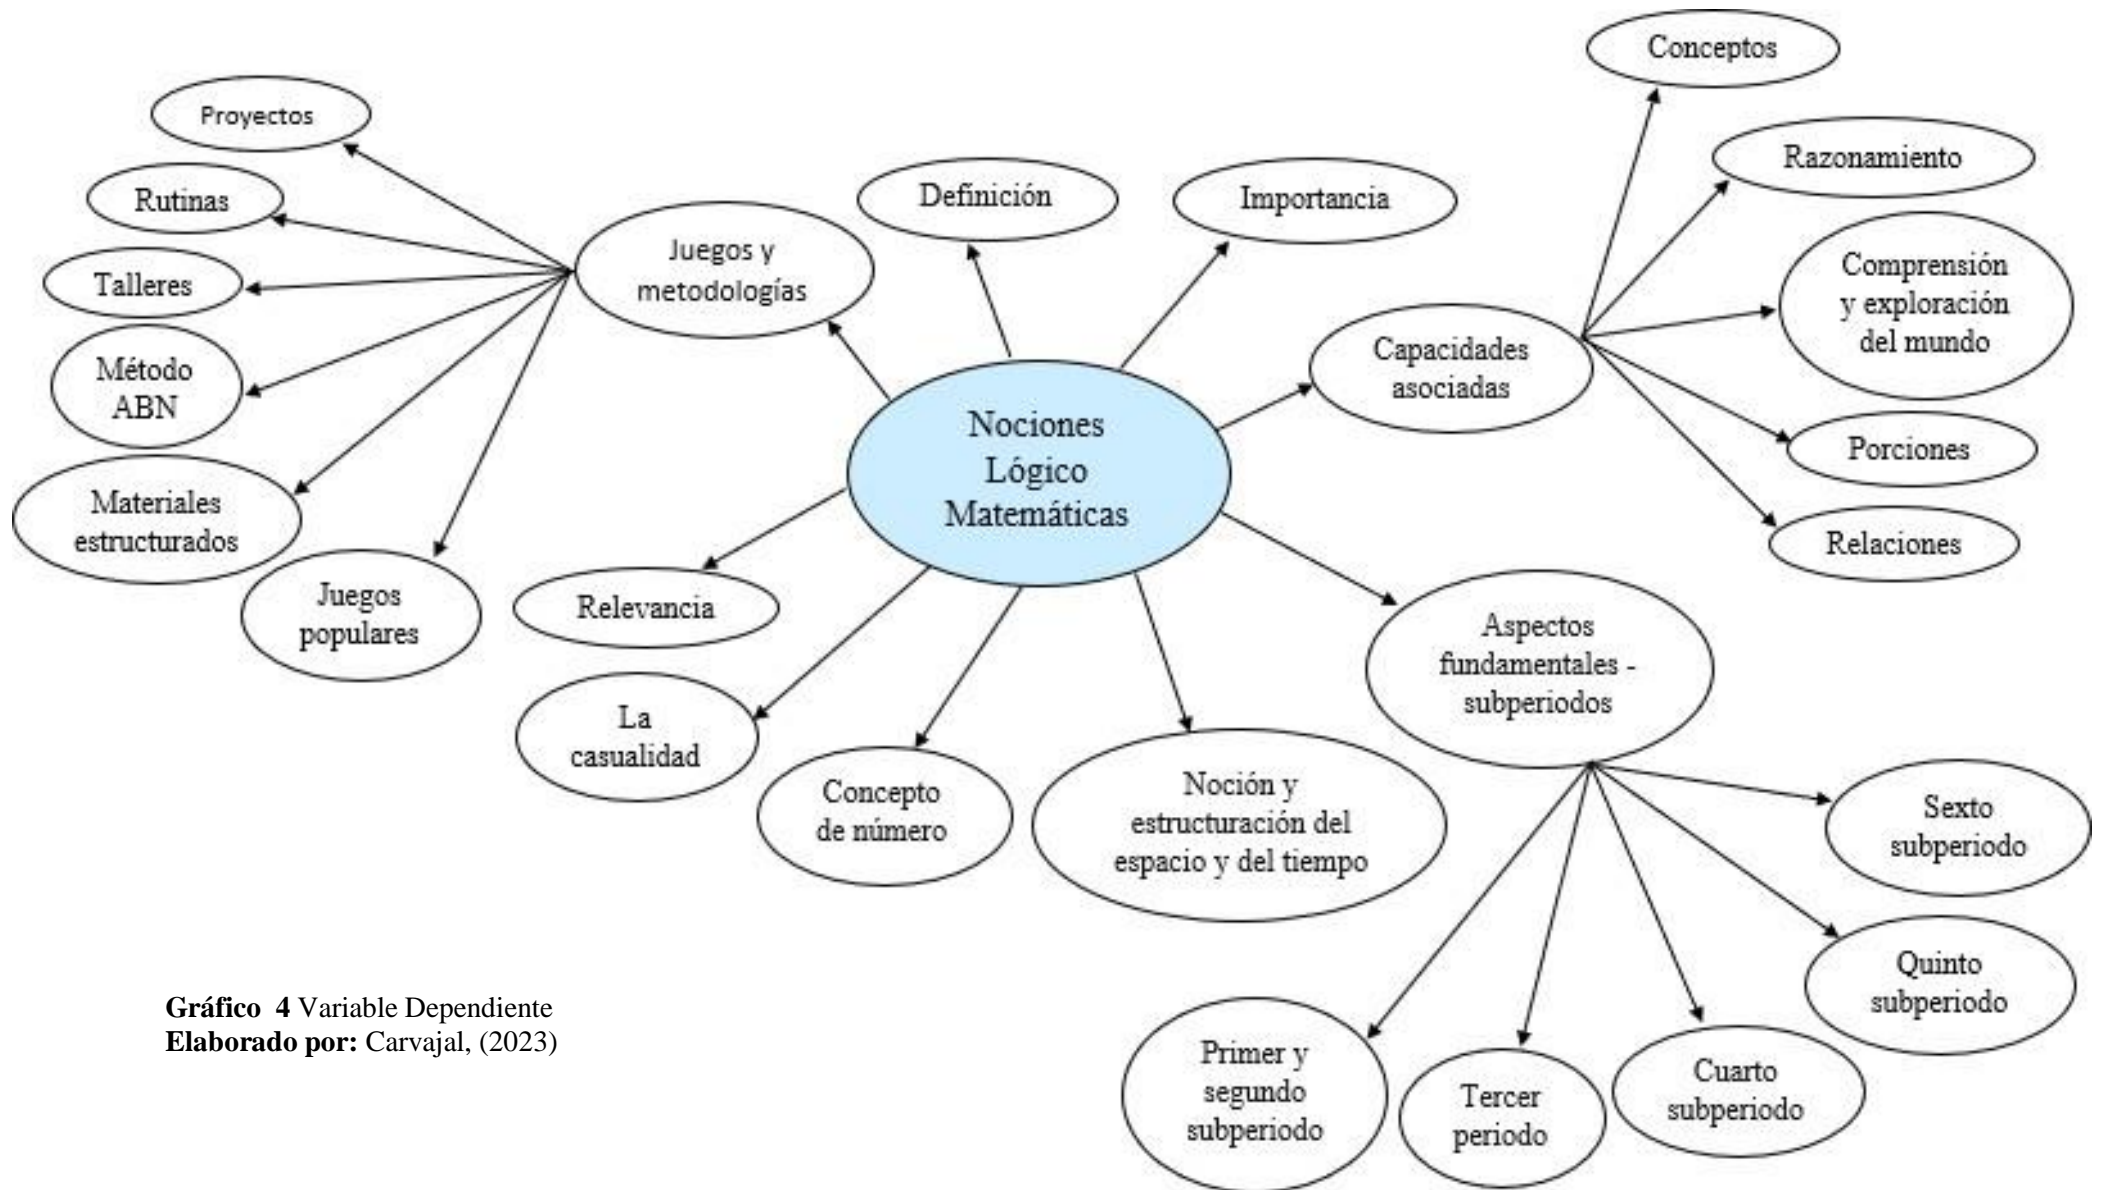 Conceptos
Proyectos
Razonamiento
Rutinas
Definición
Importancia
Juegos y
metodologías
Comprensión
y exploración
del mundo
Talleres
Capacidades
asociadas
Método
ABN
Nociones
Lógico
Matemáticas
Porciones
Materiales
estructurados
Relaciones
Juegos
populares
Relevancia
Aspectos
fundamentales -
subperiodos
La
casualidad
Concepto
de número
Noción y
estructuración del
espacio y del tiempo
Sexto
subperiodo
Quinto
subperiodo
Gráfico  4 Variable Dependiente
Elaborado por: Carvajal, (2023)
Primer y
segundo
subperiodo
Tercer
periodo
Cuarto
subperiodo